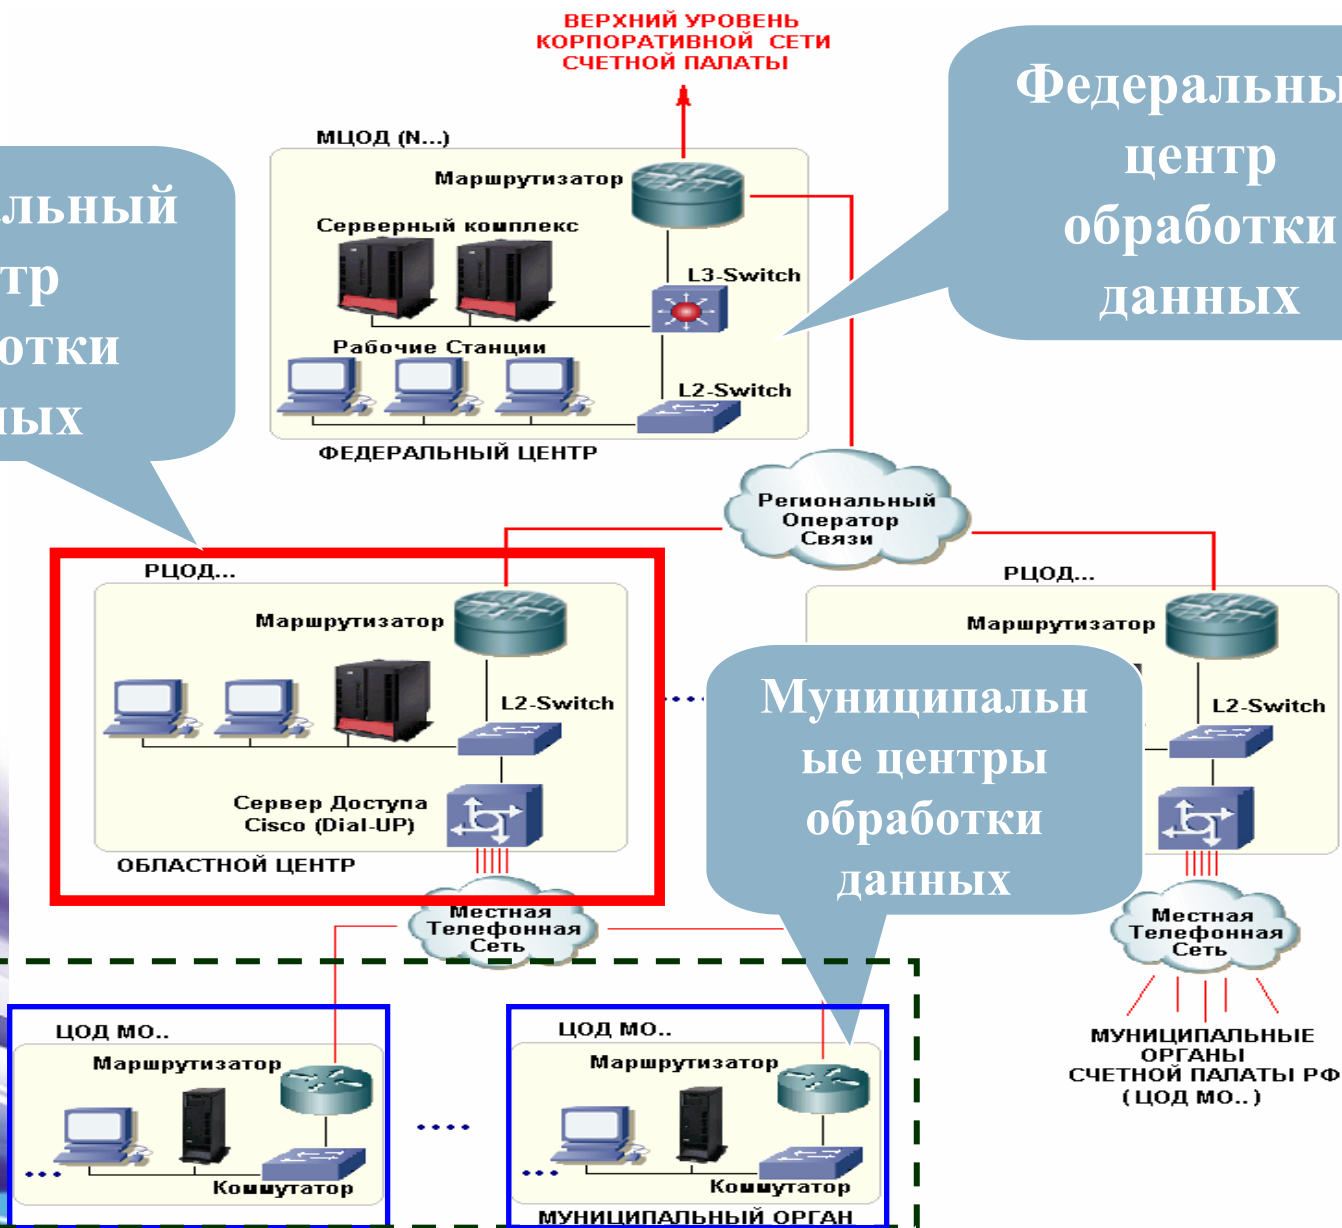 ВЕРХНИЙ УРОВЕНЬ
КОРПОРАТИВНОЙ СЕТИ
СЧЕТНОЙ ПАЛАТЫ
Федеральны
центр
обработки
данных
МЦОД (N...)
Маршрутизатор
Серверный комплекс
L3-Switch
Рабочие Станции
L2-Switch
ФЕДЕРАЛЬНЫЙ ЦЕНТР
альный
тр
отки
ных
Региональный
Оператор
Связи
РЦОД...
Маршрутизатор
L2-Switch
Сервер Доступа
Cisco (Dial-UP)
ОБЛАСТНОЙ ЦЕНТР
РЦОД...
Маршрутизатор
L2-Switch
Муниципальн
ые центры
обработки
данных
Местная
Телефонная
Сеть
Местная
Телефонная
Сеть
ЦОД МО..
Маршрутизатор
Коммутатор
ЦОД МО..
Маршрутизатор
Коммутатор
МУНИЦИПАЛЬНЫЙ ОРГАН
МУНИЦИПАЛЬНЫЕ
ОРГАНЫ
СЧЕТНОЙ ПАЛАТЫ РФ
(ЦОД МО..)